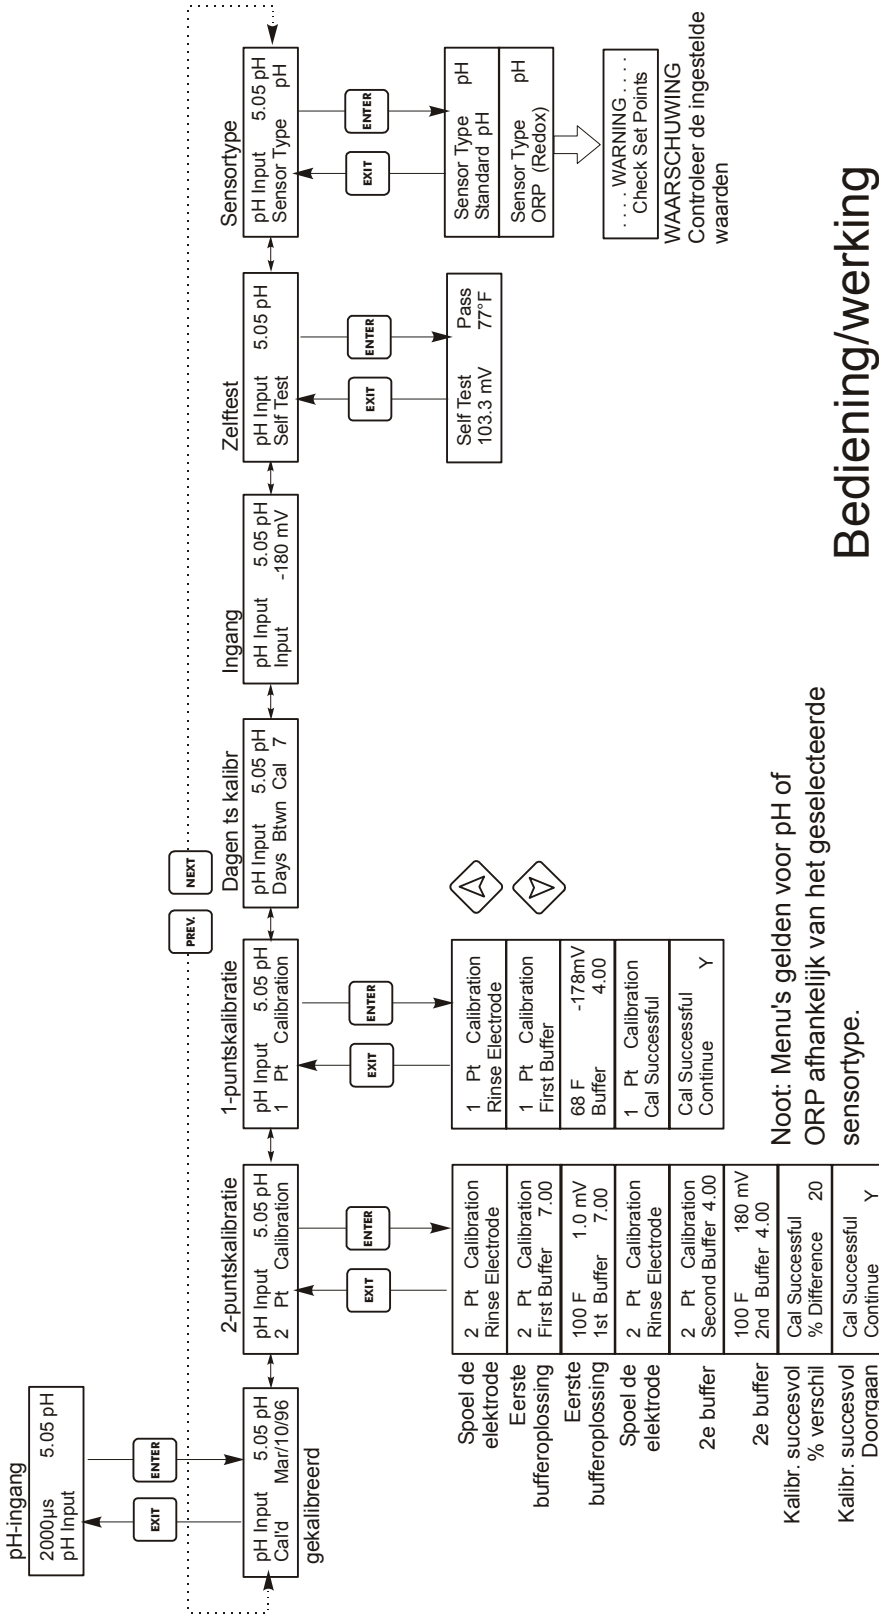 pH-ingang
2000µs 5.05 pH
pH Input
EXIT
ENTER
pH Input 5.05 pH
Cal'd Mar/10/96
gekalibreerd
PREV.
NEXT
2-puntskalibratie
pH Input 5.05 pH
2 Pt Calibration
EXIT
ENTER
Spoel de
elektrode
2 Pt Calibration
Rinse Electrode
Eerste
bufferoplossing
2 Pt Calibration
First Buffer 7.00
Eerste
bufferoplossing
100 F 1.0 mV
1st Buffer 7.00
Spoel de
elektrode
2 Pt Calibration
Rinse Electrode
2e buffer
2 Pt Calibration
Second Buffer 4.00
2e buffer
100 F 180 mV
2nd Buffer 4.00
Kalibr. succesvol
% verschil
Cal Successful
% Difference 20
Kalibr. succesvol
Doorgaan
Cal Successful
Continue Y
1-puntskalibratie
pH Input 5.05 pH
1 Pt Calibration
EXIT
ENTER
1 Pt Calibration
Rinse Electrode
1 Pt Calibration
First Buffer
68 F -178mV
Buffer 4.00
1 Pt Calibration
Cal Successful
Cal Successful
Continue Y
Dagen ts kalibr
pH Input 5.05 pH
Days Btwn Cal 7
Ingang
pH Input 5.05 pH
Input -180 mV
Zelftest
pH Input 5.05 pH
Self Test
EXIT
ENTER
Self Test Pass
103.3 mV 77°F
Sensortype
pH Input 5.05 pH
Sensor Type pH
EXIT
ENTER
Sensor Type pH
Standard pH
Sensor Type pH
ORP (Redox)
. . . . WARNING . . . .
Check Set Points
WAARSCHUWING
Controleer de ingestelde
waarden
Noot: Menu's gelden voor pH of
ORP afhankelijk van het geselecteerde
sensortype.
Bediening/werking